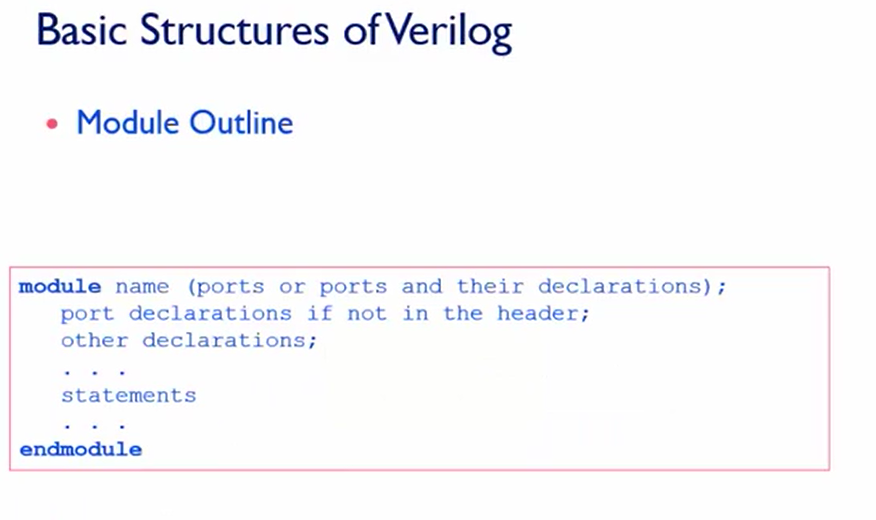 Basic Structures of Verilog
• Module Outline
module name (ports or ports and their declarations);
port declarations if not in the header;
other declarations;
. . .
statements
. . .
endmodule